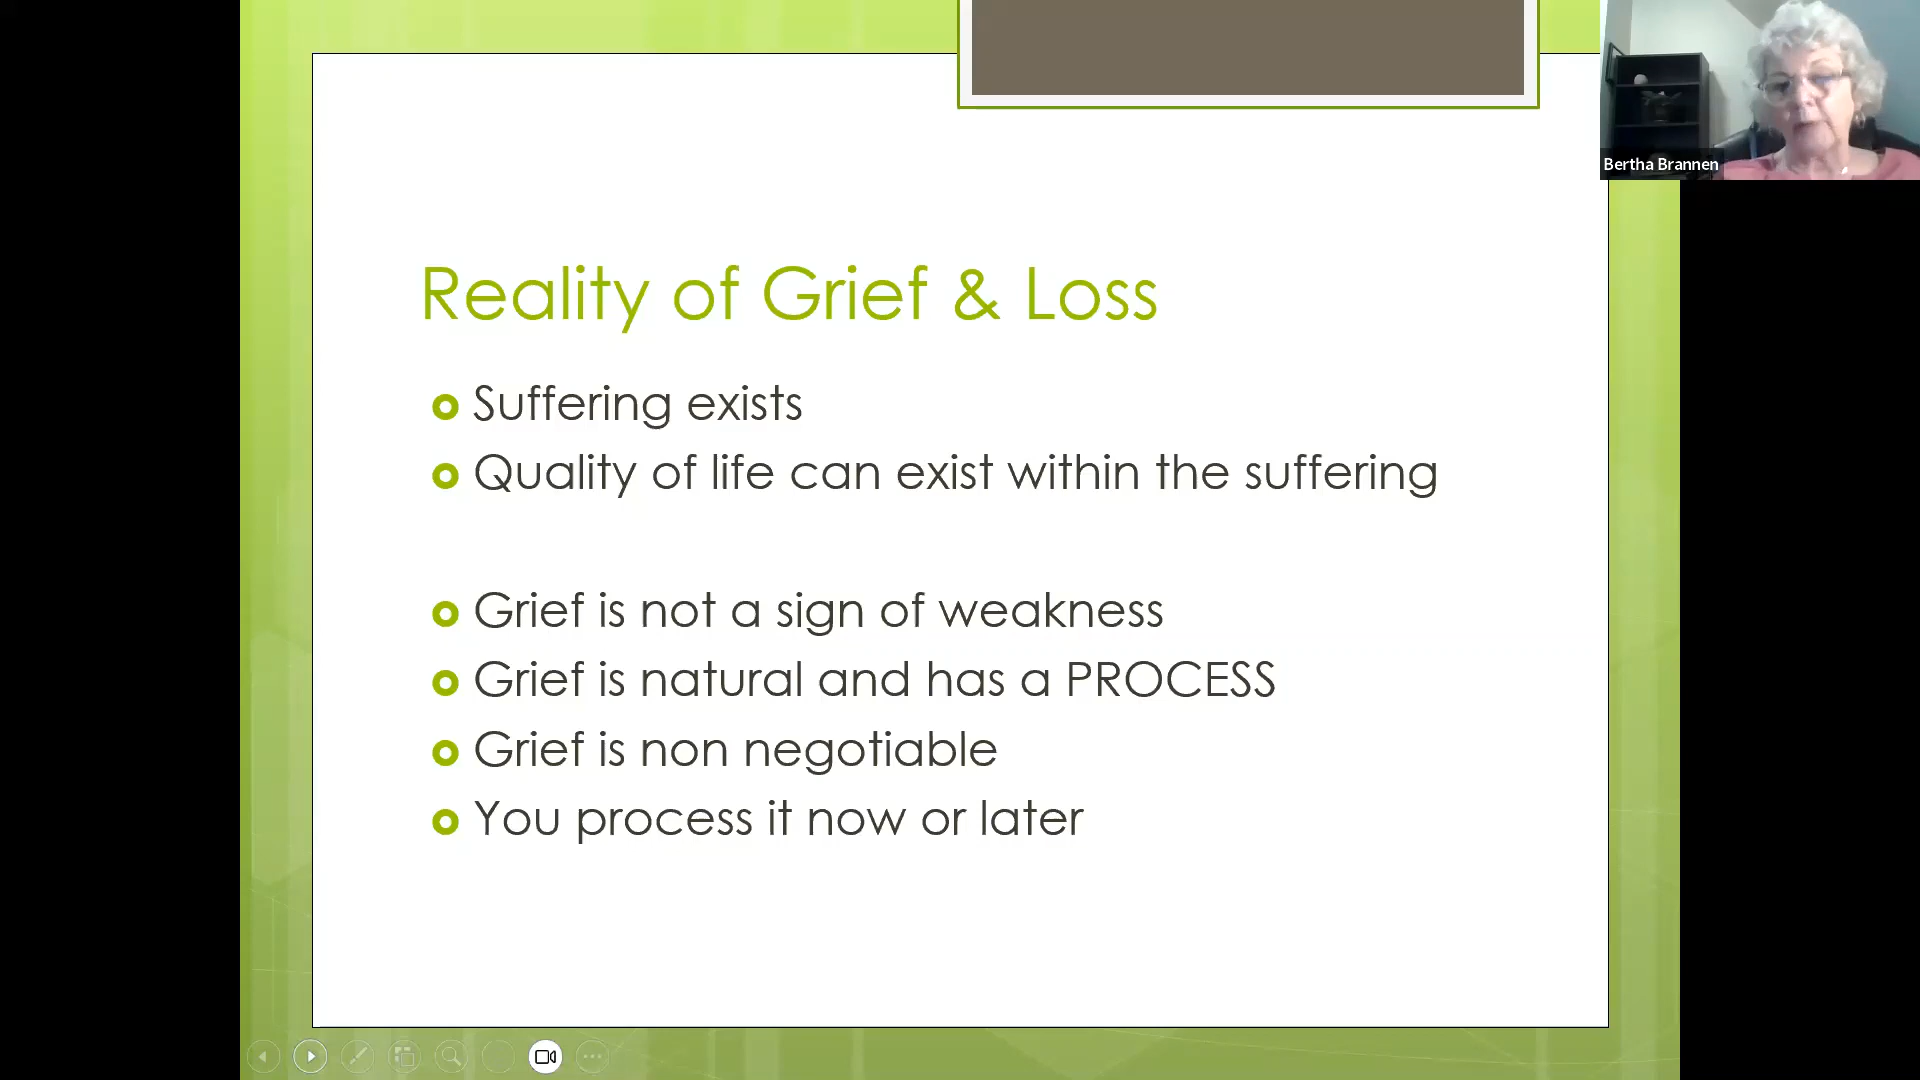 Bertha Brannen
Reality of Grief & Loss
Suffering exists
Quality of life can exist within the suffering
Grief is not a sign of weakness
Grief is natural and has a PROCESS
Grief is non negotiable
You process it now or later